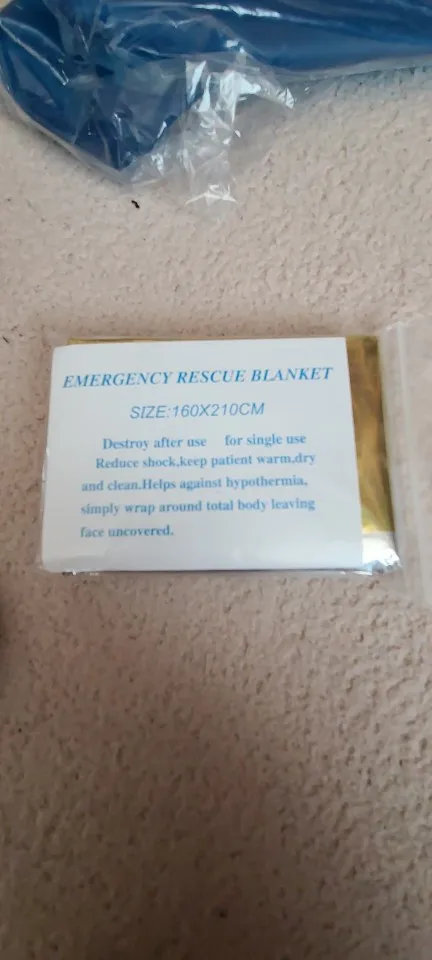 EMERGENCY RESCUE BLANKET
SIZE:160X210CM
Destroy after use for single use
Reduce shock,keep patient warm,dry
and clean.Helps against hypothermia,
simply wrap around total body leaving
face uncovered.